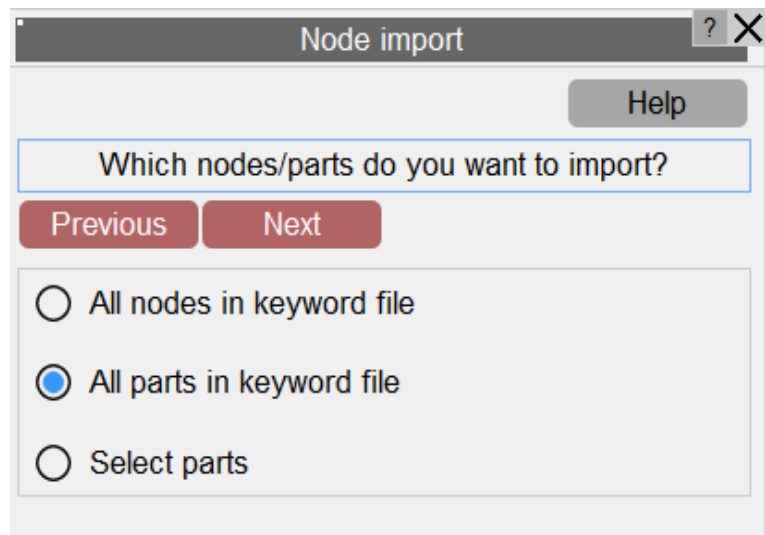 Node import ?
Help
Which nodes/parts do you want to import?
Previous Next
All nodes in keyword file
All parts in keyword file
Select parts